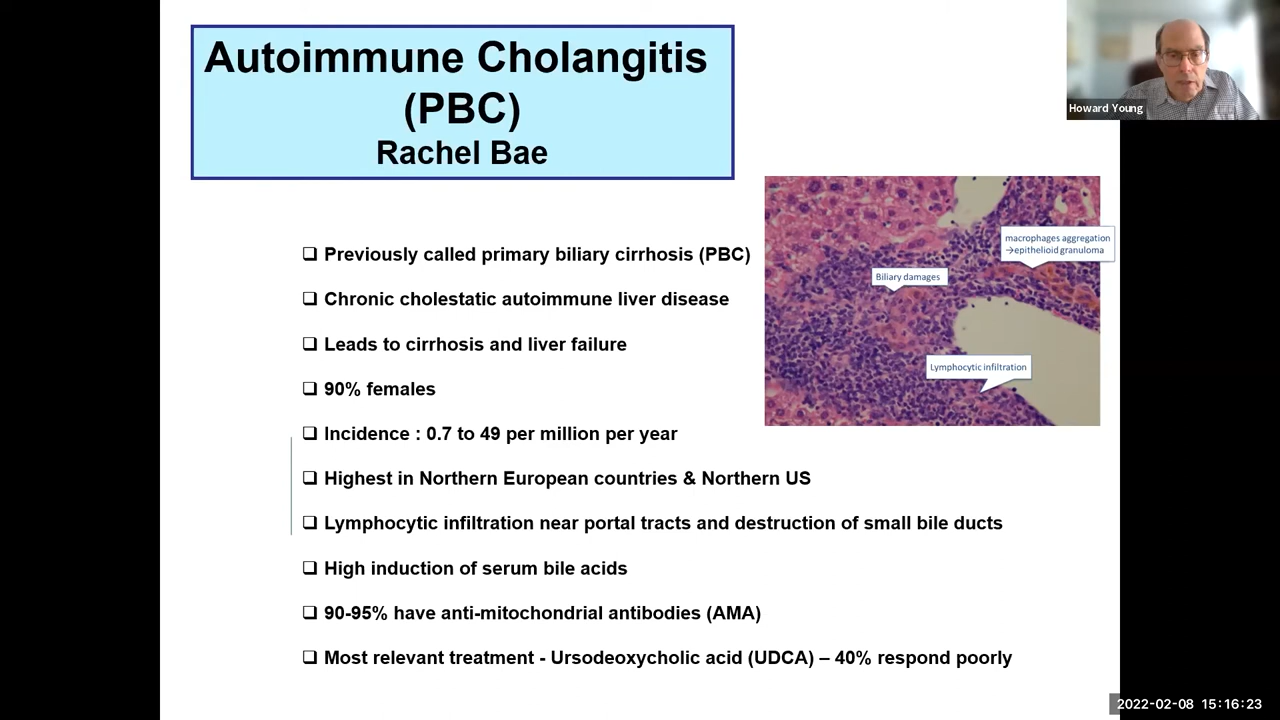 Autoimmune Cholangitis
(PBC)
Rachel Bae
Howard Young
❑ Previously called primary biliary cirrhosis (PBC)
❑ Chronic cholestatic autoimmune liver disease
❑ Leads to cirrhosis and liver failure
❑ 90% females
❑ Incidence : 0.7 to 49 per million per year
❑ Highest in Northern European countries & Northern US
❑ Lymphocytic infiltration near portal tracts and destruction of small bile ducts
❑ High induction of serum bile acids
❑ 90-95% have anti-mitochondrial antibodies (AMA)
❑ Most relevant treatment - Ursodeoxycholic acid (UDCA) – 40% respond poorly
macrophages aggregation
→epithelioid granuloma
Biliary damages
Lymphocytic infiltration
2022-02-08 15:16:23